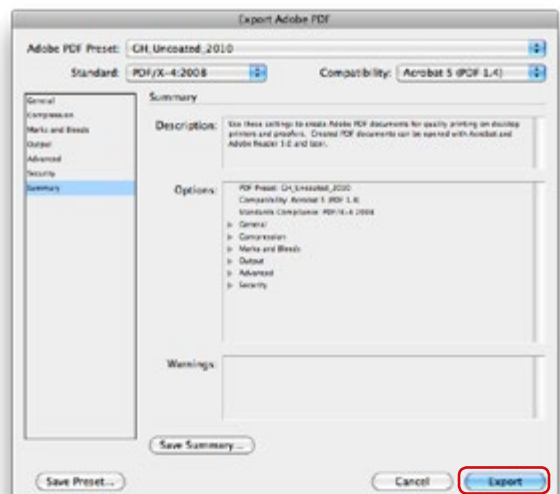 Export Adobe PDF
Adobe PDF Preset: GH_Uncoated_2010
Standard: PDF/X-4:2008 Compatibility: Acrobat 5 (PDF 1.4)
General
Compression
Marks and Bleeds
Output
Advanced
Security
Summary
Summary
Description: Use these settings to create Adobe PDF documents for quality printing on desktop
printers and proofers. Created PDF documents can be opened with Acrobat and
Adobe Reader 5.0 and later.
Options: PDF Preset: GH_Uncoated_2010
Compatibility: Acrobat 5 (PDF 1.4)
Standards Compliance: PDF/X-4:2008
General
Compression
Marks and Bleeds
Output
Advanced
Security
Warnings:
Save Summary...
Save Preset... Cancel Export